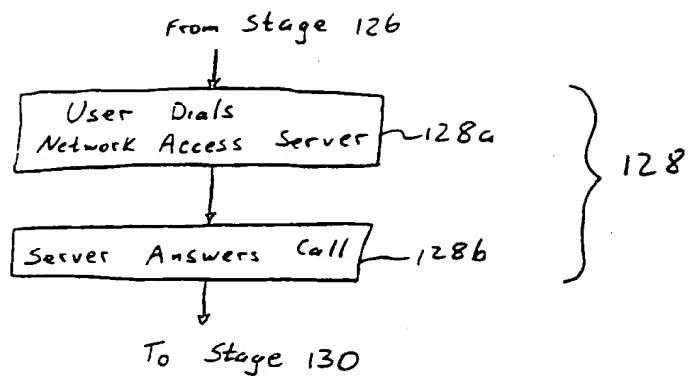 From Stage 126
User Dials
Network Access Server
128a
128
Server Answers Call
128b
To Stage 130